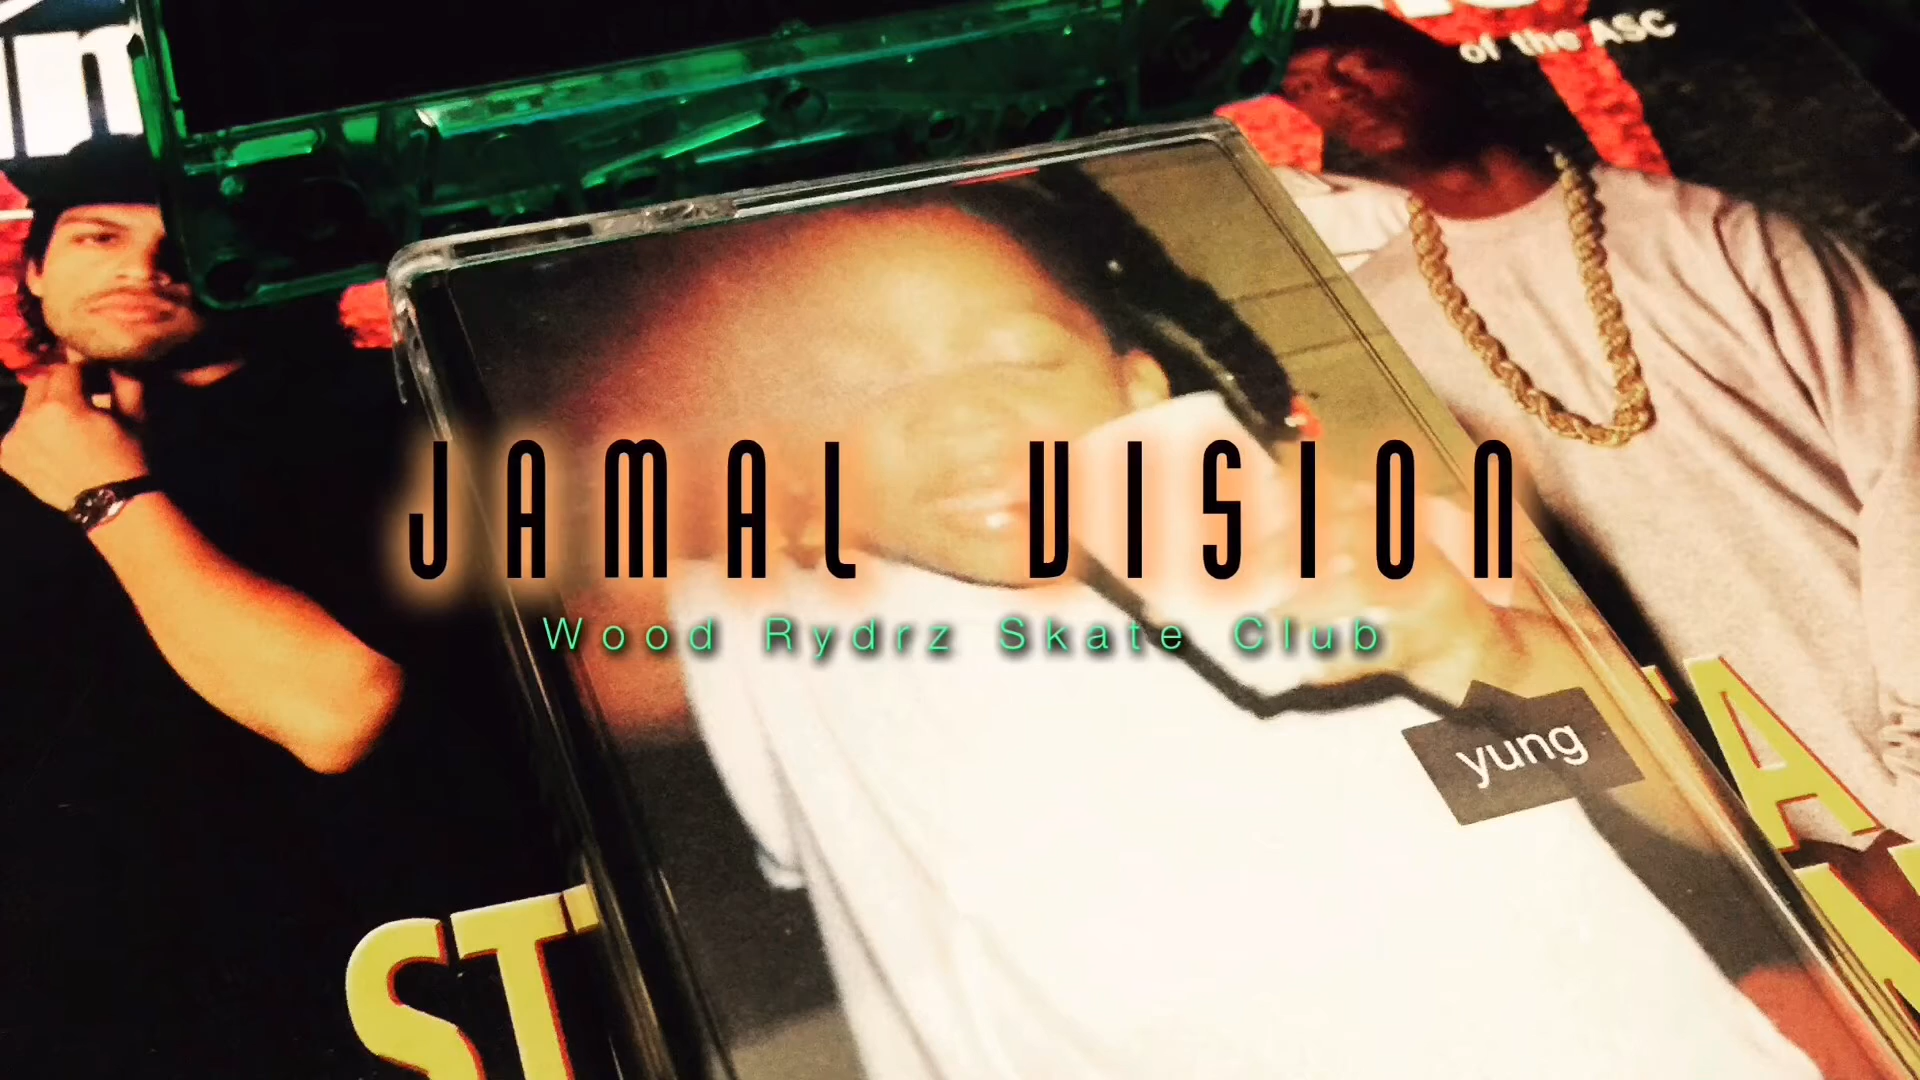 of the ASC
JAMAL VISION
Wood Rydrz Skate Club
yung
ST